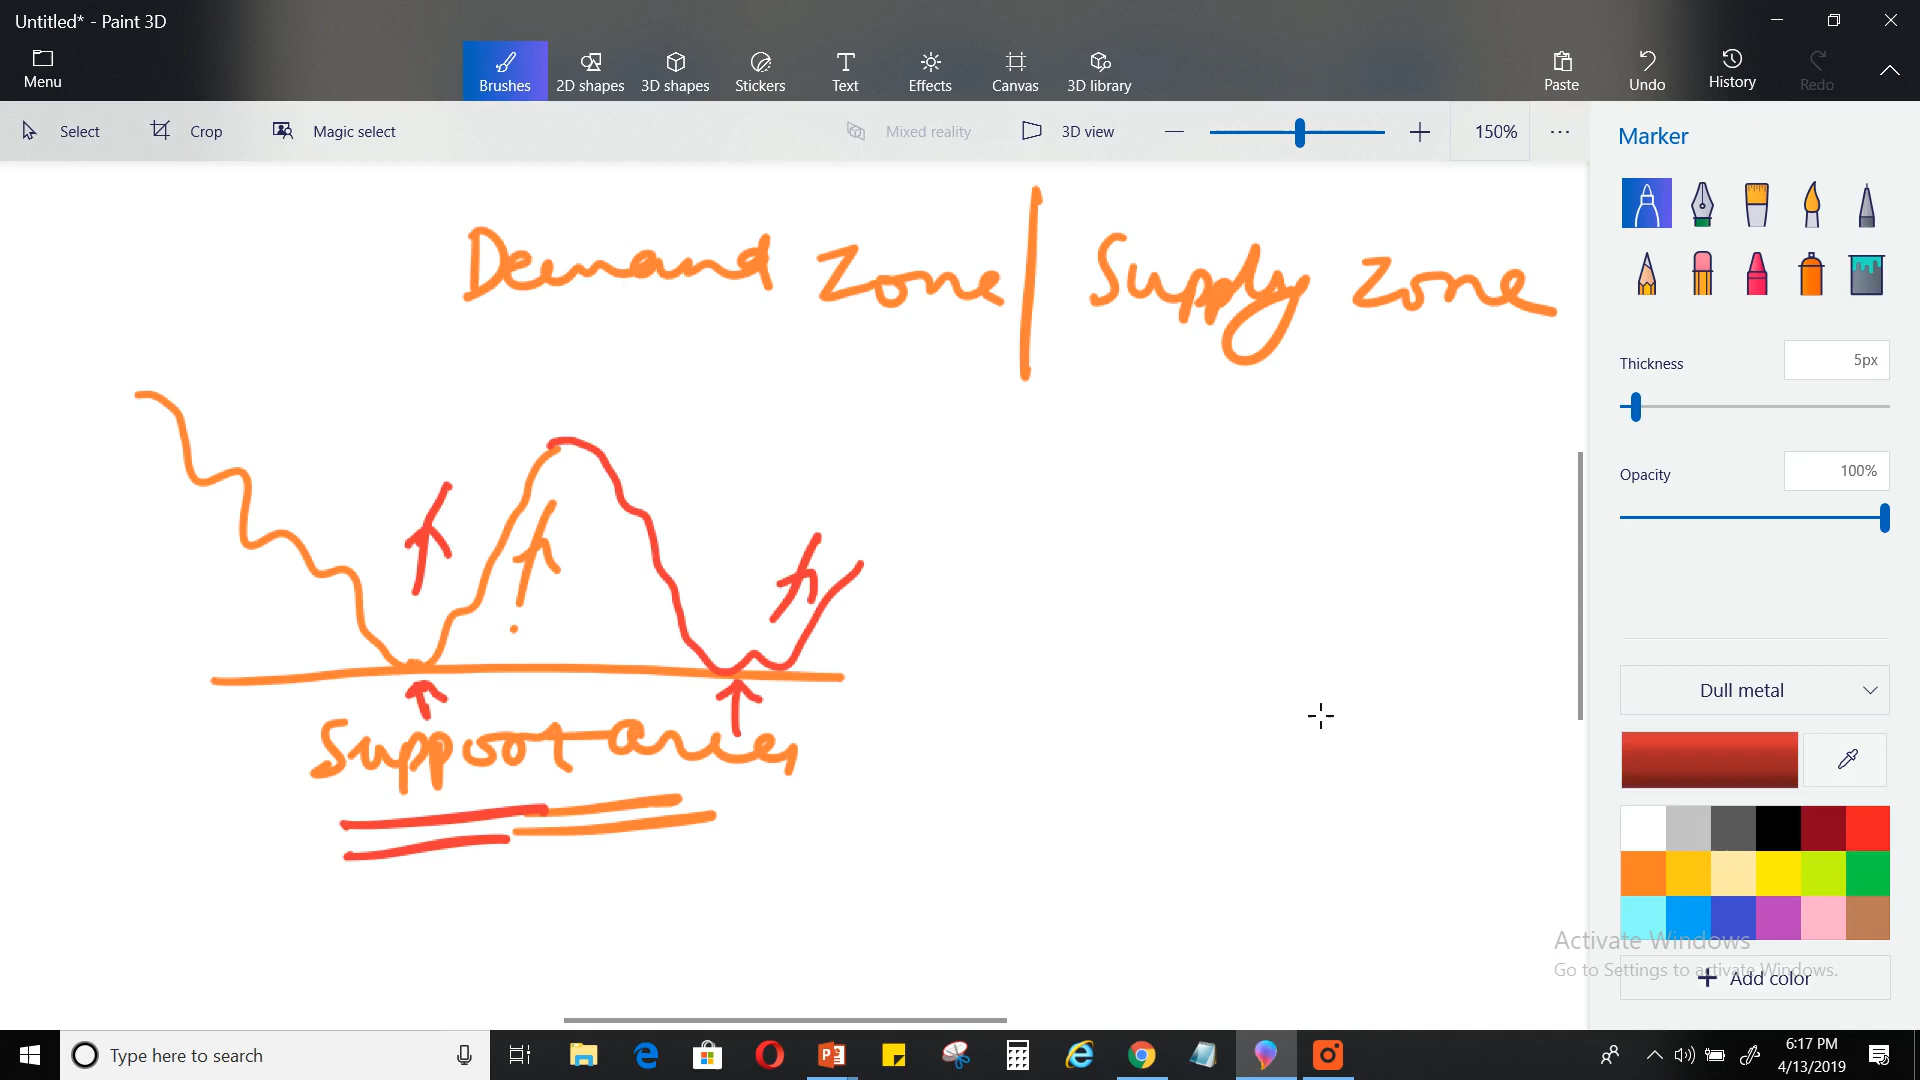 Untitled* - Paint 3D
Menu
Brushes 2D shapes 3D shapes Stickers Text Effects Canvas 3D library
Paste Undo History Redo
Select Crop Magic select Mixed reality 3D view 150%
Marker
Demand Zone | Supply Zone
Thickness 5px
Opacity 100%
Support area
Dull metal
Activate Windows
Go to Settings to activate Windows.
Add color
Type here to search
6:17 PM
4/13/2019